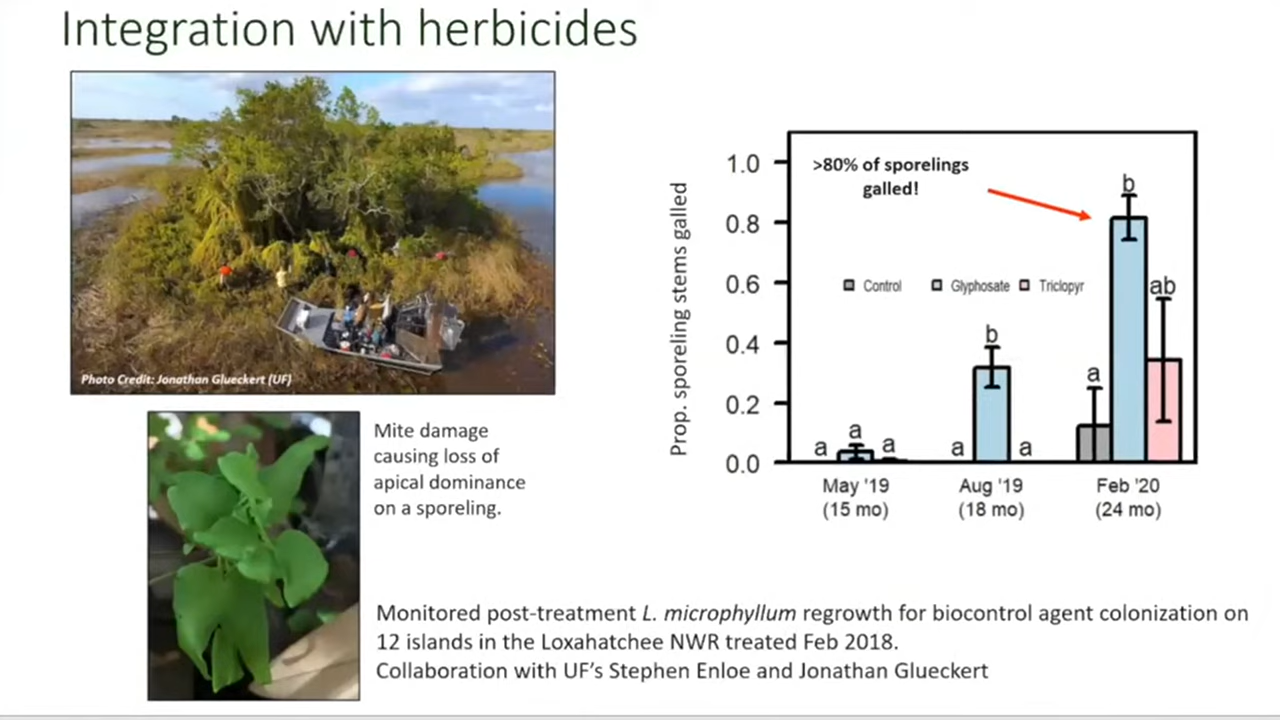 Integration with herbicides
Photo Credit: Jonathan Glueckert (UF)
Mite damage
causing loss of
apical dominance
on a sporeling.
Prop. sporeling stems galled
1.0
0.8
0.6
0.4
0.2
0.0
>80% of sporelings
galled!
Control
Glyphosate
Triclopyr
a
a
a
a
b
a
a
b
ab
May '19
(15 mo)
Aug '19
(18 mo)
Feb '20
(24 mo)
Monitored post-treatment L. microphyllum regrowth for biocontrol agent colonization on
12 islands in the Loxahatchee NWR treated Feb 2018.
Collaboration with UF's Stephen Enloe and Jonathan Glueckert